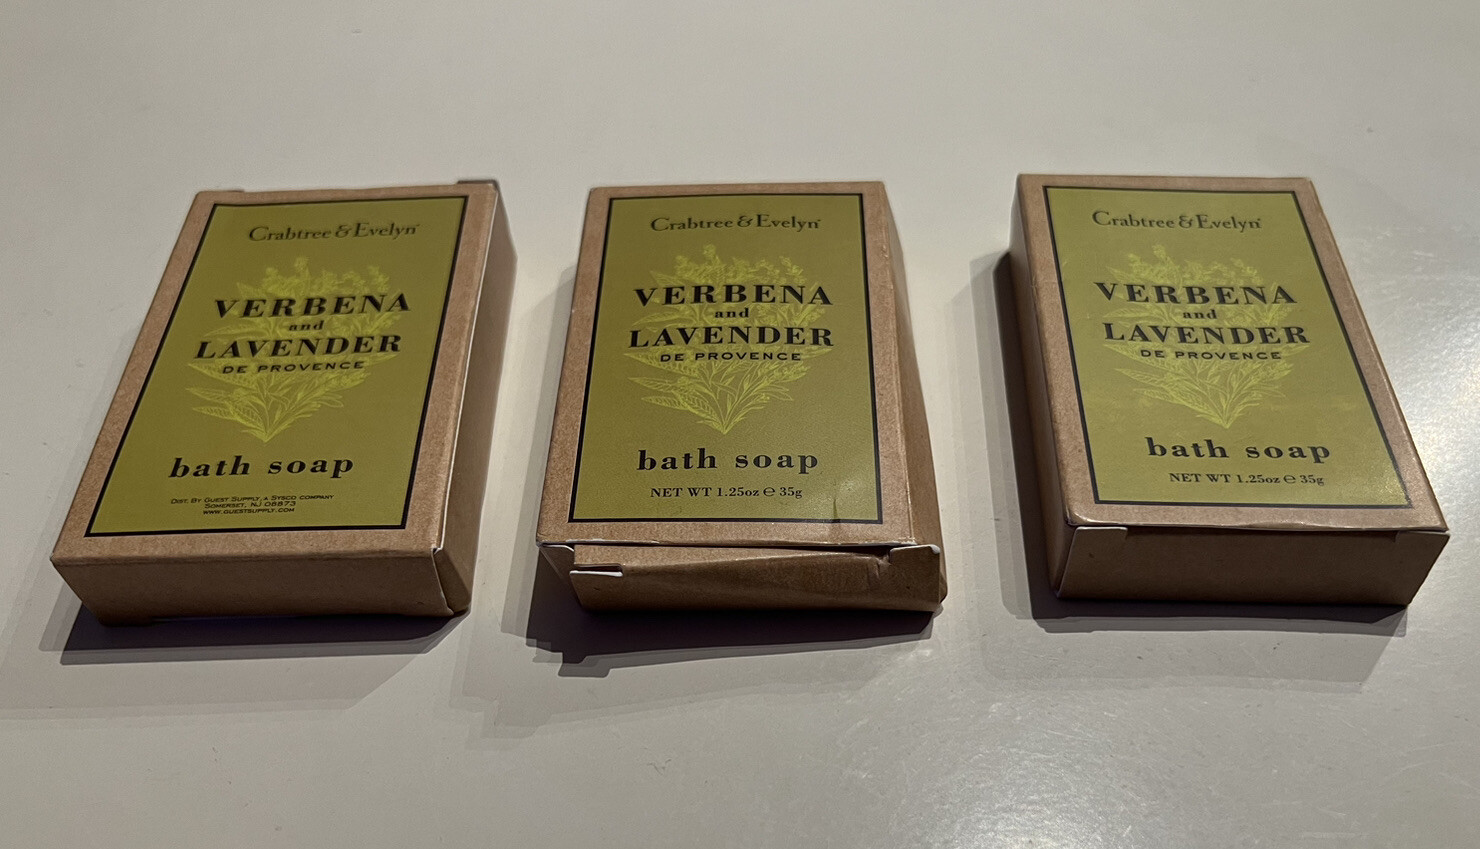 Crabtree & Evelyn
VERBENA
and
LAVENDER
DE PROVENCE
bath soap
DIST. BY GUEST SUPPLY, A SYSCO COMPANY
SOMERSET, NJ 08873
WWW.GUESTSUPPLY.COM
Crabtree & Evelyn
VERBENA
and
LAVENDER
DE PROVENCE
bath soap
NET WT 1.25oz ℮ 35g
Crabtree & Evelyn
VERBENA
and
LAVENDER
DE PROVENCE
bath soap
NET WT 1.25oz ℮ 35g